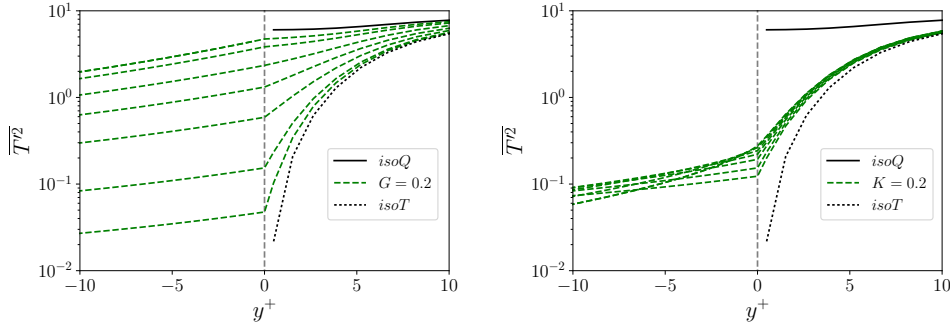 10^1
10^0
10^{-1}
10^{-2}
\overline{T'^2}
isoQ
G = 0.2
isoT
−10
−5
0
5
10
y^+
10^1
10^0
10^{-1}
10^{-2}
\overline{T'^2}
isoQ
K = 0.2
isoT
−10
−5
0
5
10
y^+